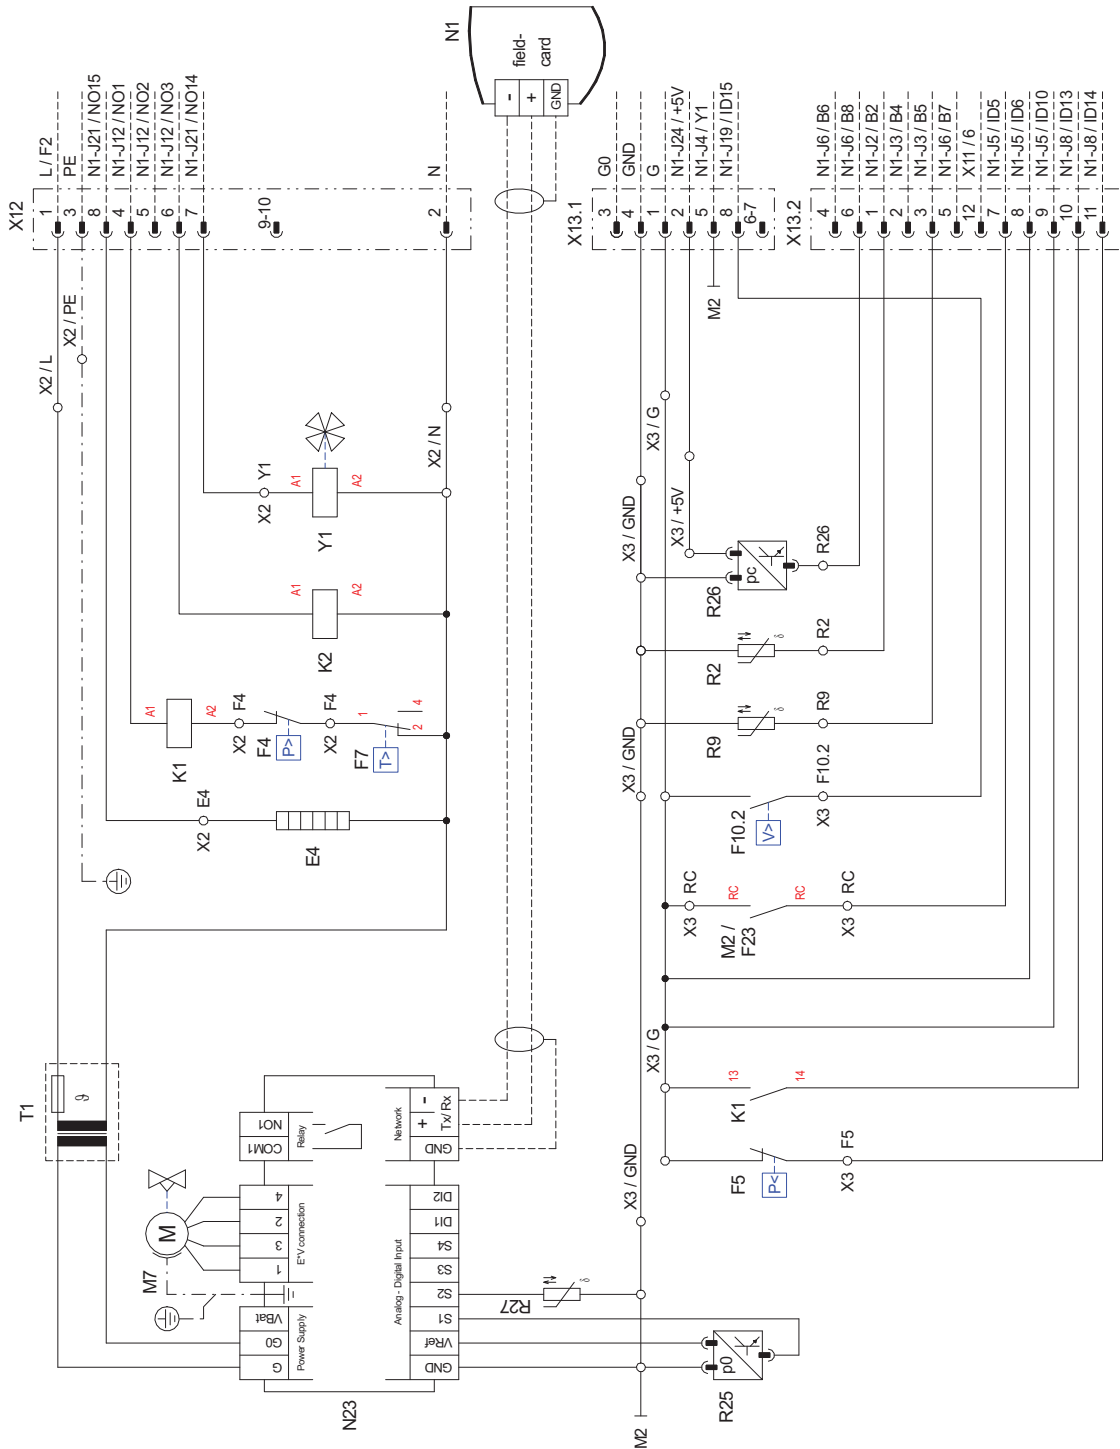 N1
field-
card
-
+
GND
X12
1
L / F2
3
PE
8
N1-J21 / NO15
4
N1-J12 / NO1
5
N1-J12 / NO2
6
N1-J12 / NO3
7
N1-J21 / NO14
9-10
2
N
X2 / L
X2 / PE
X2 / N
X2
Y1
A1
A2
Y1
A1
A2
K2
A1
A2
K1
X2
F4
F4
P>
X2
F4
F7
T>
1
2
4
X2
E4
E4
T1
ϑ
M7
M
N23
NO1
COM1
Relay
4
2
3
1
E*V connection
VBat
G0
G
Power Supply
Network
-
+
Tx/Rx
GND
Analog - Digital Input
DI2
DI1
S4
S3
S2
S1
VRef
GND
R27
δ
R25
p0
M2
X3 / GND
X13.1
3
G0
4
GND
1
G
2
N1-J24 / +5V
5
N1-J4 / Y1
8
N1-J19 / ID15
6-7
X13.2
4
N1-J6 / B6
6
N1-J6 / B8
1
N1-J2 / B2
2
N1-J3 / B4
3
N1-J3 / B5
5
N1-J6 / B7
12
X11 / 6
7
N1-J5 / ID5
8
N1-J5 / ID6
9
N1-J5 / ID10
10
N1-J8 / ID13
11
N1-J8 / ID14
M2
X3 / G
X3 / +5V
X3 / GND
R26
pc
R26
R2
δ
R2
R9
δ
R9
X3 / GND
F10.2
V>
X3
F10.2
X3
RC
RC
M2 /
F23
RC
X3
RC
X3 / G
13
K1
14
F5
P<
X3
F5